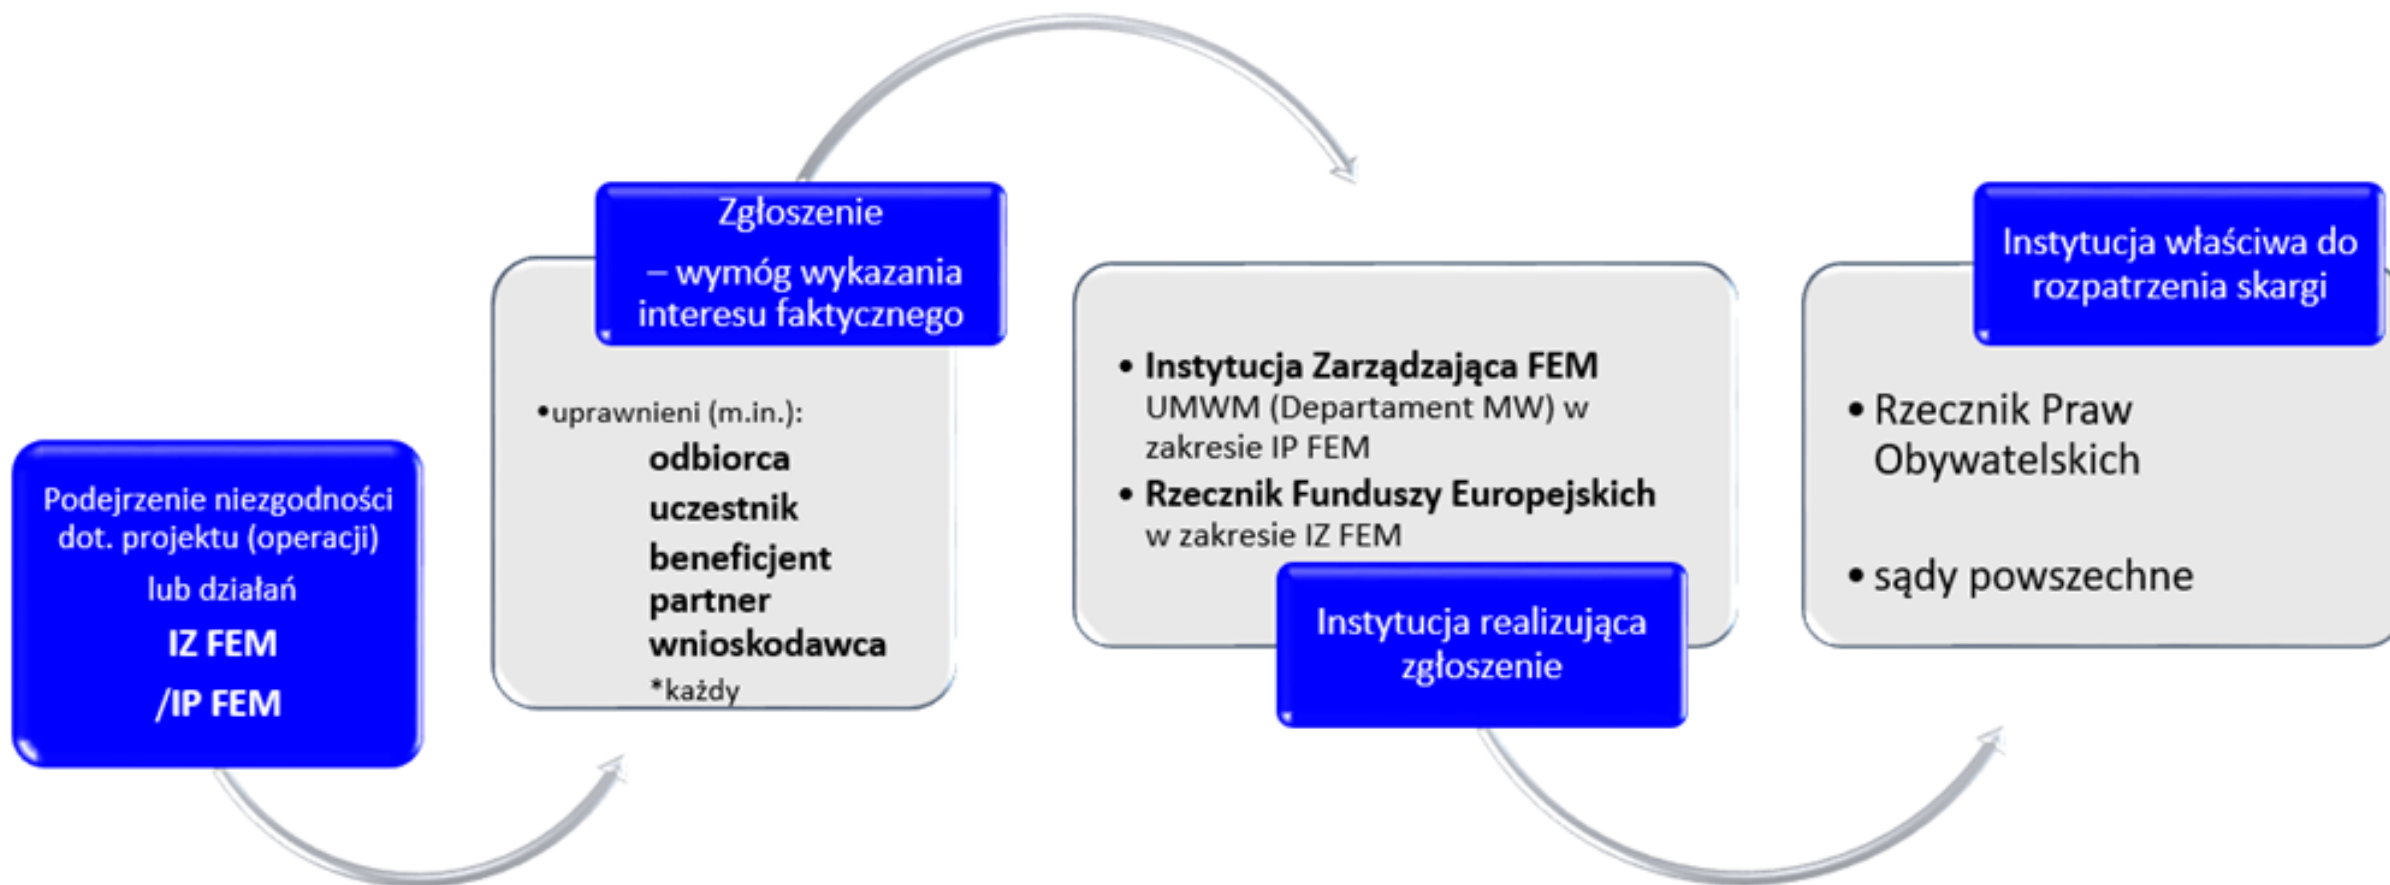 Podejrzenie niezgodności
dot. projektu (operacji)
lub działań
IZ FEM
/IP FEM
Zgłoszenie
– wymóg wykazania
interesu faktycznego
•uprawnieni (m.in.):
odbiorca
uczestnik
beneficjent
partner
wnioskodawca
*każdy
• Instytucja Zarządzająca FEM
UMWM (Departament MW) w
zakresie IP FEM
• Rzecznik Funduszy Europejskich
w zakresie IZ FEM
Instytucja realizująca
zgłoszenie
Instytucja właściwa do
rozpatrzenia skargi
• Rzecznik Praw
Obywatelskich
• sądy powszechne